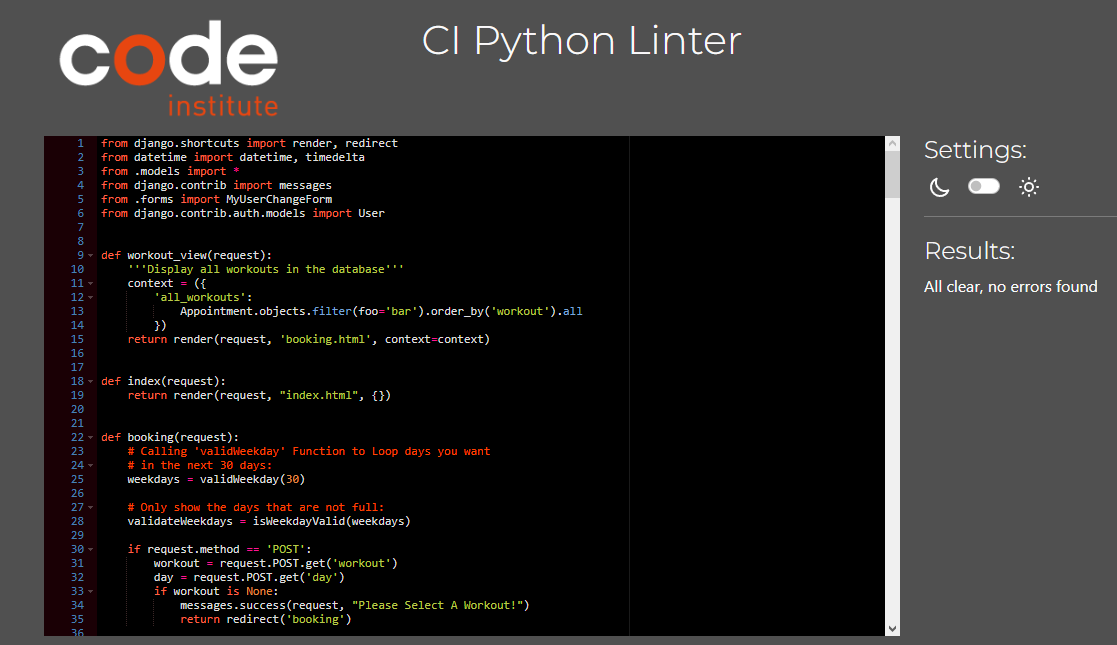 code
institute
CI Python Linter
1 from django.shortcuts import render, redirect
2 from datetime import datetime, timedelta
3 from .models import *
4 from django.contrib import messages
5 from .forms import MyUserChangeForm
6 from django.contrib.auth.models import User
7
8
9 def workout_view(request):
10     '''Display all workouts in the database'''
11     context = ({
12         'all_workouts':
13             Appointment.objects.filter(foo='bar').order_by('workout').all
14         })
15     return render(request, 'booking.html', context=context)
16
17
18 def index(request):
19     return render(request, "index.html", {})
20
21
22 def booking(request):
23     # Calling 'validWeekday' Function to Loop days you want
24     # in the next 30 days:
25     weekdays = validWeekday(30)
26
27     # Only show the days that are not full:
28     validateWeekdays = isWeekdayValid(weekdays)
29
30     if request.method == 'POST':
31         workout = request.POST.get('workout')
32         day = request.POST.get('day')
33         if workout is None:
34             messages.success(request, "Please Select A Workout!")
35             return redirect('booking')
36
Settings:
Results:
All clear, no errors found